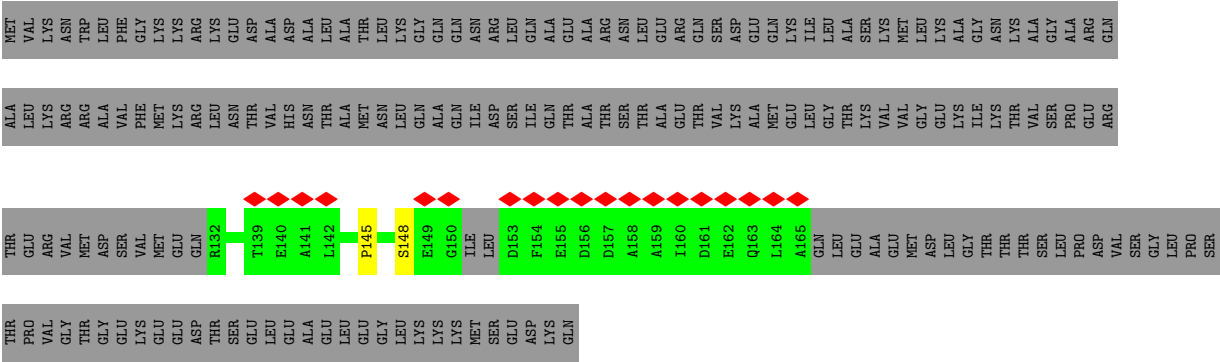 MET VAL LYS ASN TRP LEU PHE GLY LYS LYS ARG LYS GLU ASP ALA ASP ALA LEU ALA THR LEU LYS GLY GLN GLN ASN ARG LEU GLN ALA GLU ALA ARG ASN LEU GLU ARG GLN SER ASP GLU GLN LYS ILE LEU ALA SER LYS MET LEU LYS ALA GLY ASN LYS ALA GLY ALA ARG GLN
ALA LEU LYS ARG ARG ALA VAL PHE MET LYS ARG LEU ASN THR VAL HIS ASN THR ALA MET ASN LEU GLN ALA GLN ILE ASP SER ILE GLN THR ALA THR SER THR ALA GLU THR VAL LYS ALA MET GLU LEU GLY THR LYS VAL VAL GLY GLU LYS ILE LYS THR VAL SER PRO GLU ARG
THR GLU ARG VAL MET ASP SER VAL MET GLU GLN R132 T139 E140 A141 L142 P145 S148 E149 G150 ILE LEU D153 F154 E155 D156 D157 A158 A159 I160 D161 E162 Q163 L164 A165 GLN LEU GLU ALA GLU MET ASP LEU GLY THR THR THR SER LEU PRO ASP VAL SER GLY LEU PRO SER
THR PRO VAL GLY THR GLY GLU LYS GLU GLU ASP THR SER GLU LEU GLU ALA GLU LEU GLU GLY LEU LYS LYS LYS MET SER GLU ASP LYS GLN